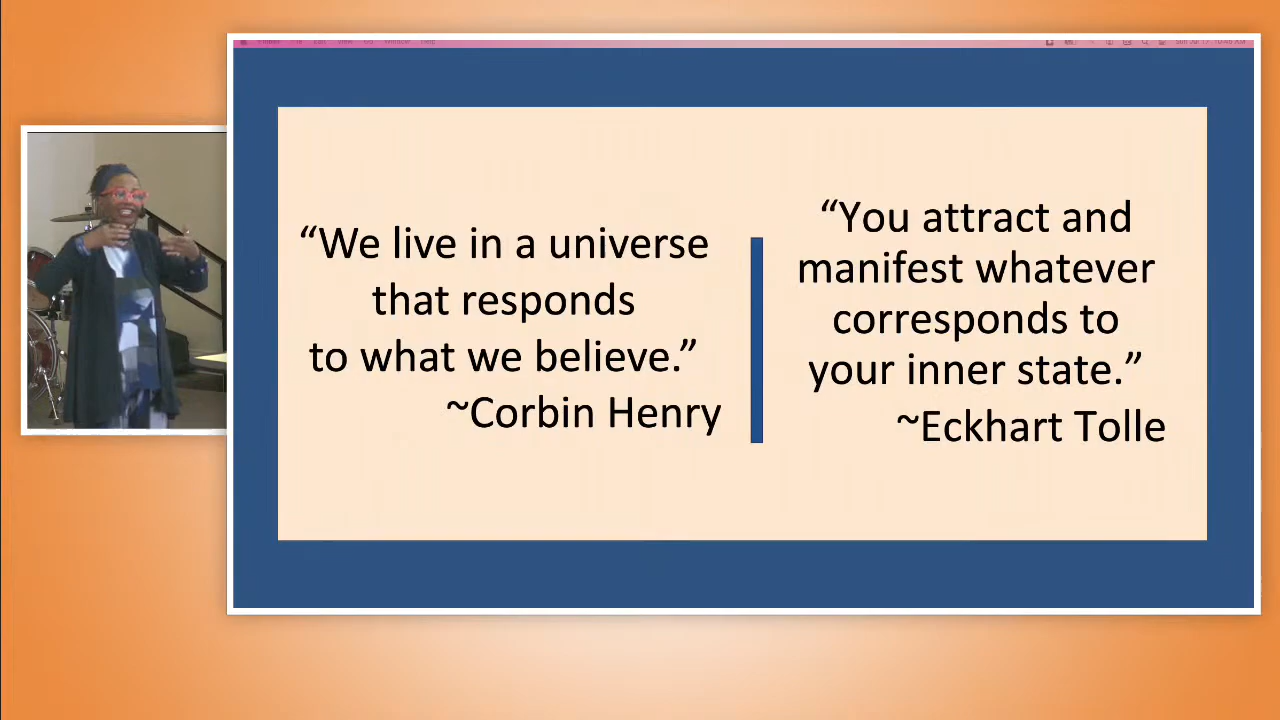 “We live in a universe
that responds
to what we believe.”
~Corbin Henry
“You attract and
manifest whatever
corresponds to
your inner state.”
~Eckhart Tolle